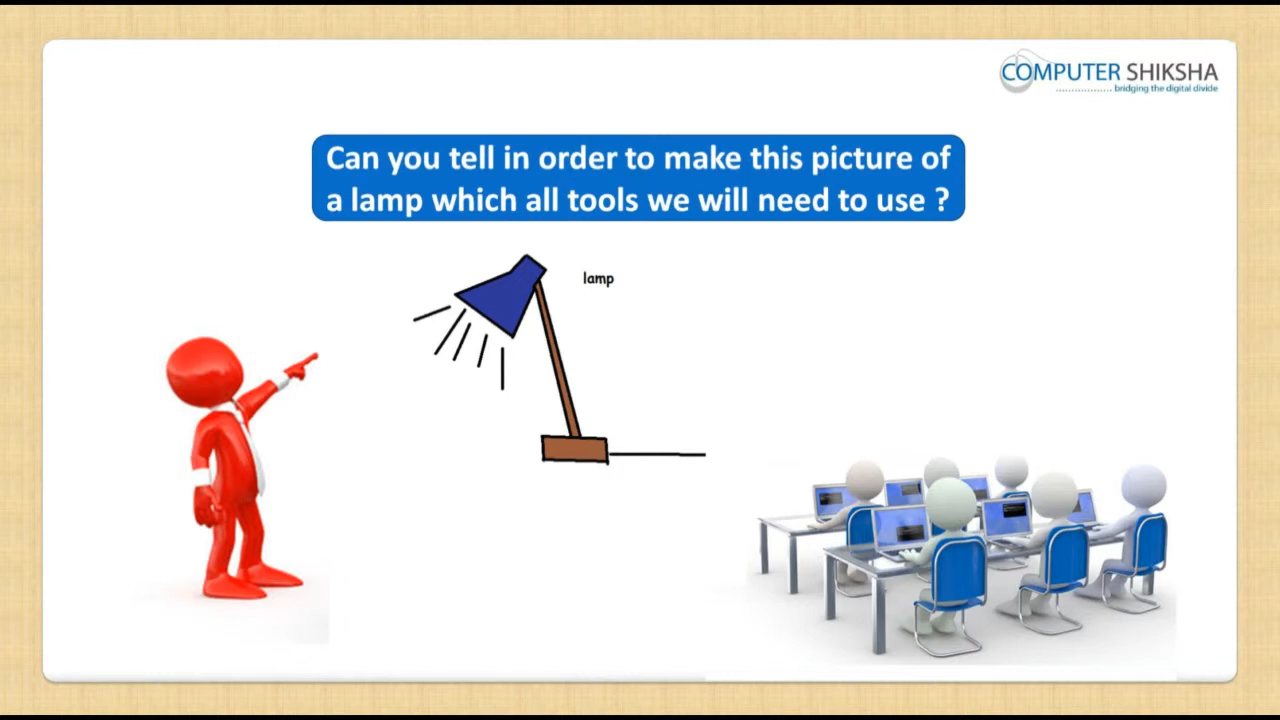 COMPUTER SHIKSHA
bridging the digital divide
Can you tell in order to make this picture of
a lamp which all tools we will need to use ?
lamp